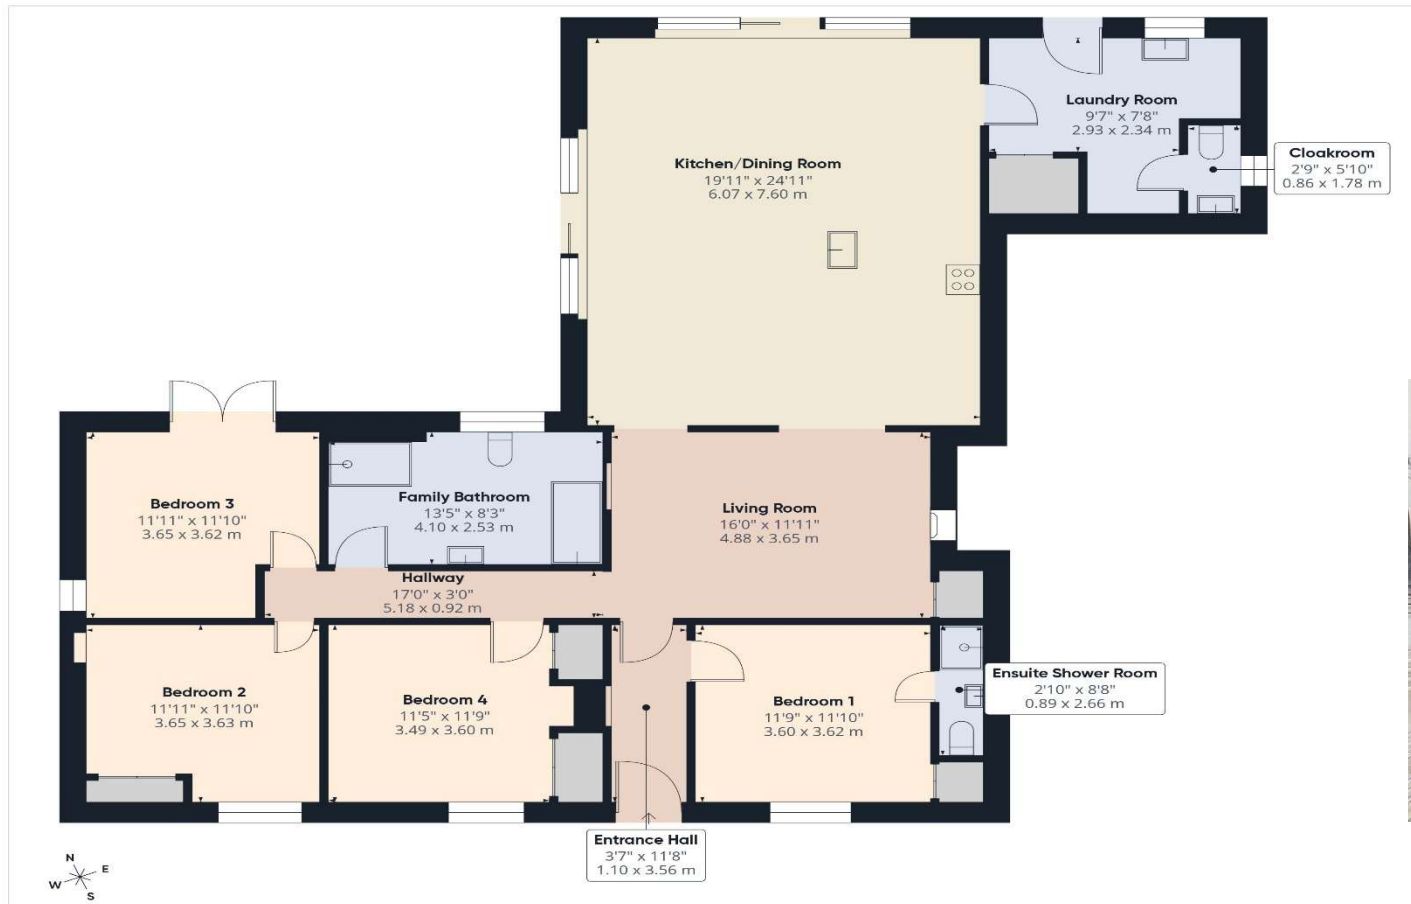 Laundry Room
9'7" x 7'8"
2.93 x 2.34 m
Cloakroom
2'9" x 5'10"
0.86 x 1.78 m
Kitchen/Dining Room
19'11" x 24'11"
6.07 x 7.60 m
Bedroom 3
11'11" x 11'10"
3.65 x 3.62 m
Family Bathroom
13'5" x 8'3"
4.10 x 2.53 m
Living Room
16'0" x 11'11"
4.88 x 3.65 m
Hallway
17'0" x 3'0"
5.18 x 0.92 m
Bedroom 2
11'11" x 11'10"
3.65 x 3.63 m
Bedroom 4
11'5" x 11'9"
3.49 x 3.60 m
Bedroom 1
11'9" x 11'10"
3.60 x 3.62 m
Ensuite Shower Room
2'10" x 8'8"
0.89 x 2.66 m
Entrance Hall
3'7" x 11'8"
1.10 x 3.56 m
N
E
W
S